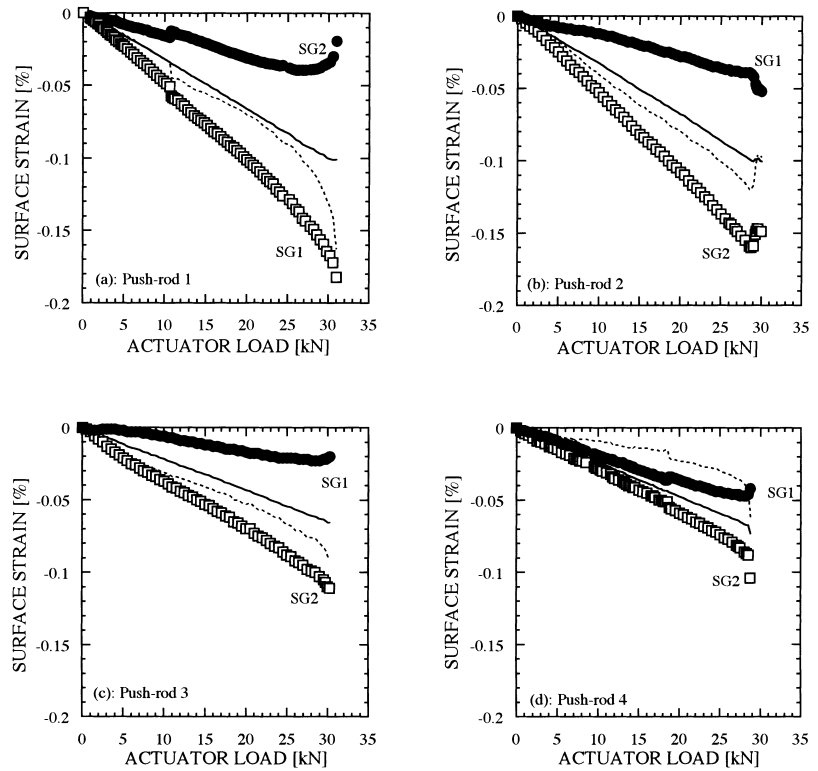 0
-0.05
-0.1
-0.15
-0.2
SURFACE STRAIN [%]
SG2
SG1
(a): Push-rod 1
0 5 10 15 20 25 30 35
ACTUATOR LOAD [kN]
0
-0.05
-0.1
-0.15
-0.2
SURFACE STRAIN [%]
SG1
SG2
(b): Push-rod 2
0 5 10 15 20 25 30 35
ACTUATOR LOAD [kN]
0
-0.05
-0.1
-0.15
-0.2
SURFACE STRAIN [%]
SG1
SG2
(c): Push-rod 3
0 5 10 15 20 25 30 35
ACTUATOR LOAD [kN]
0
-0.05
-0.1
-0.15
-0.2
SURFACE STRAIN [%]
SG1
SG2
(d): Push-rod 4
0 5 10 15 20 25 30 35
ACTUATOR LOAD [kN]